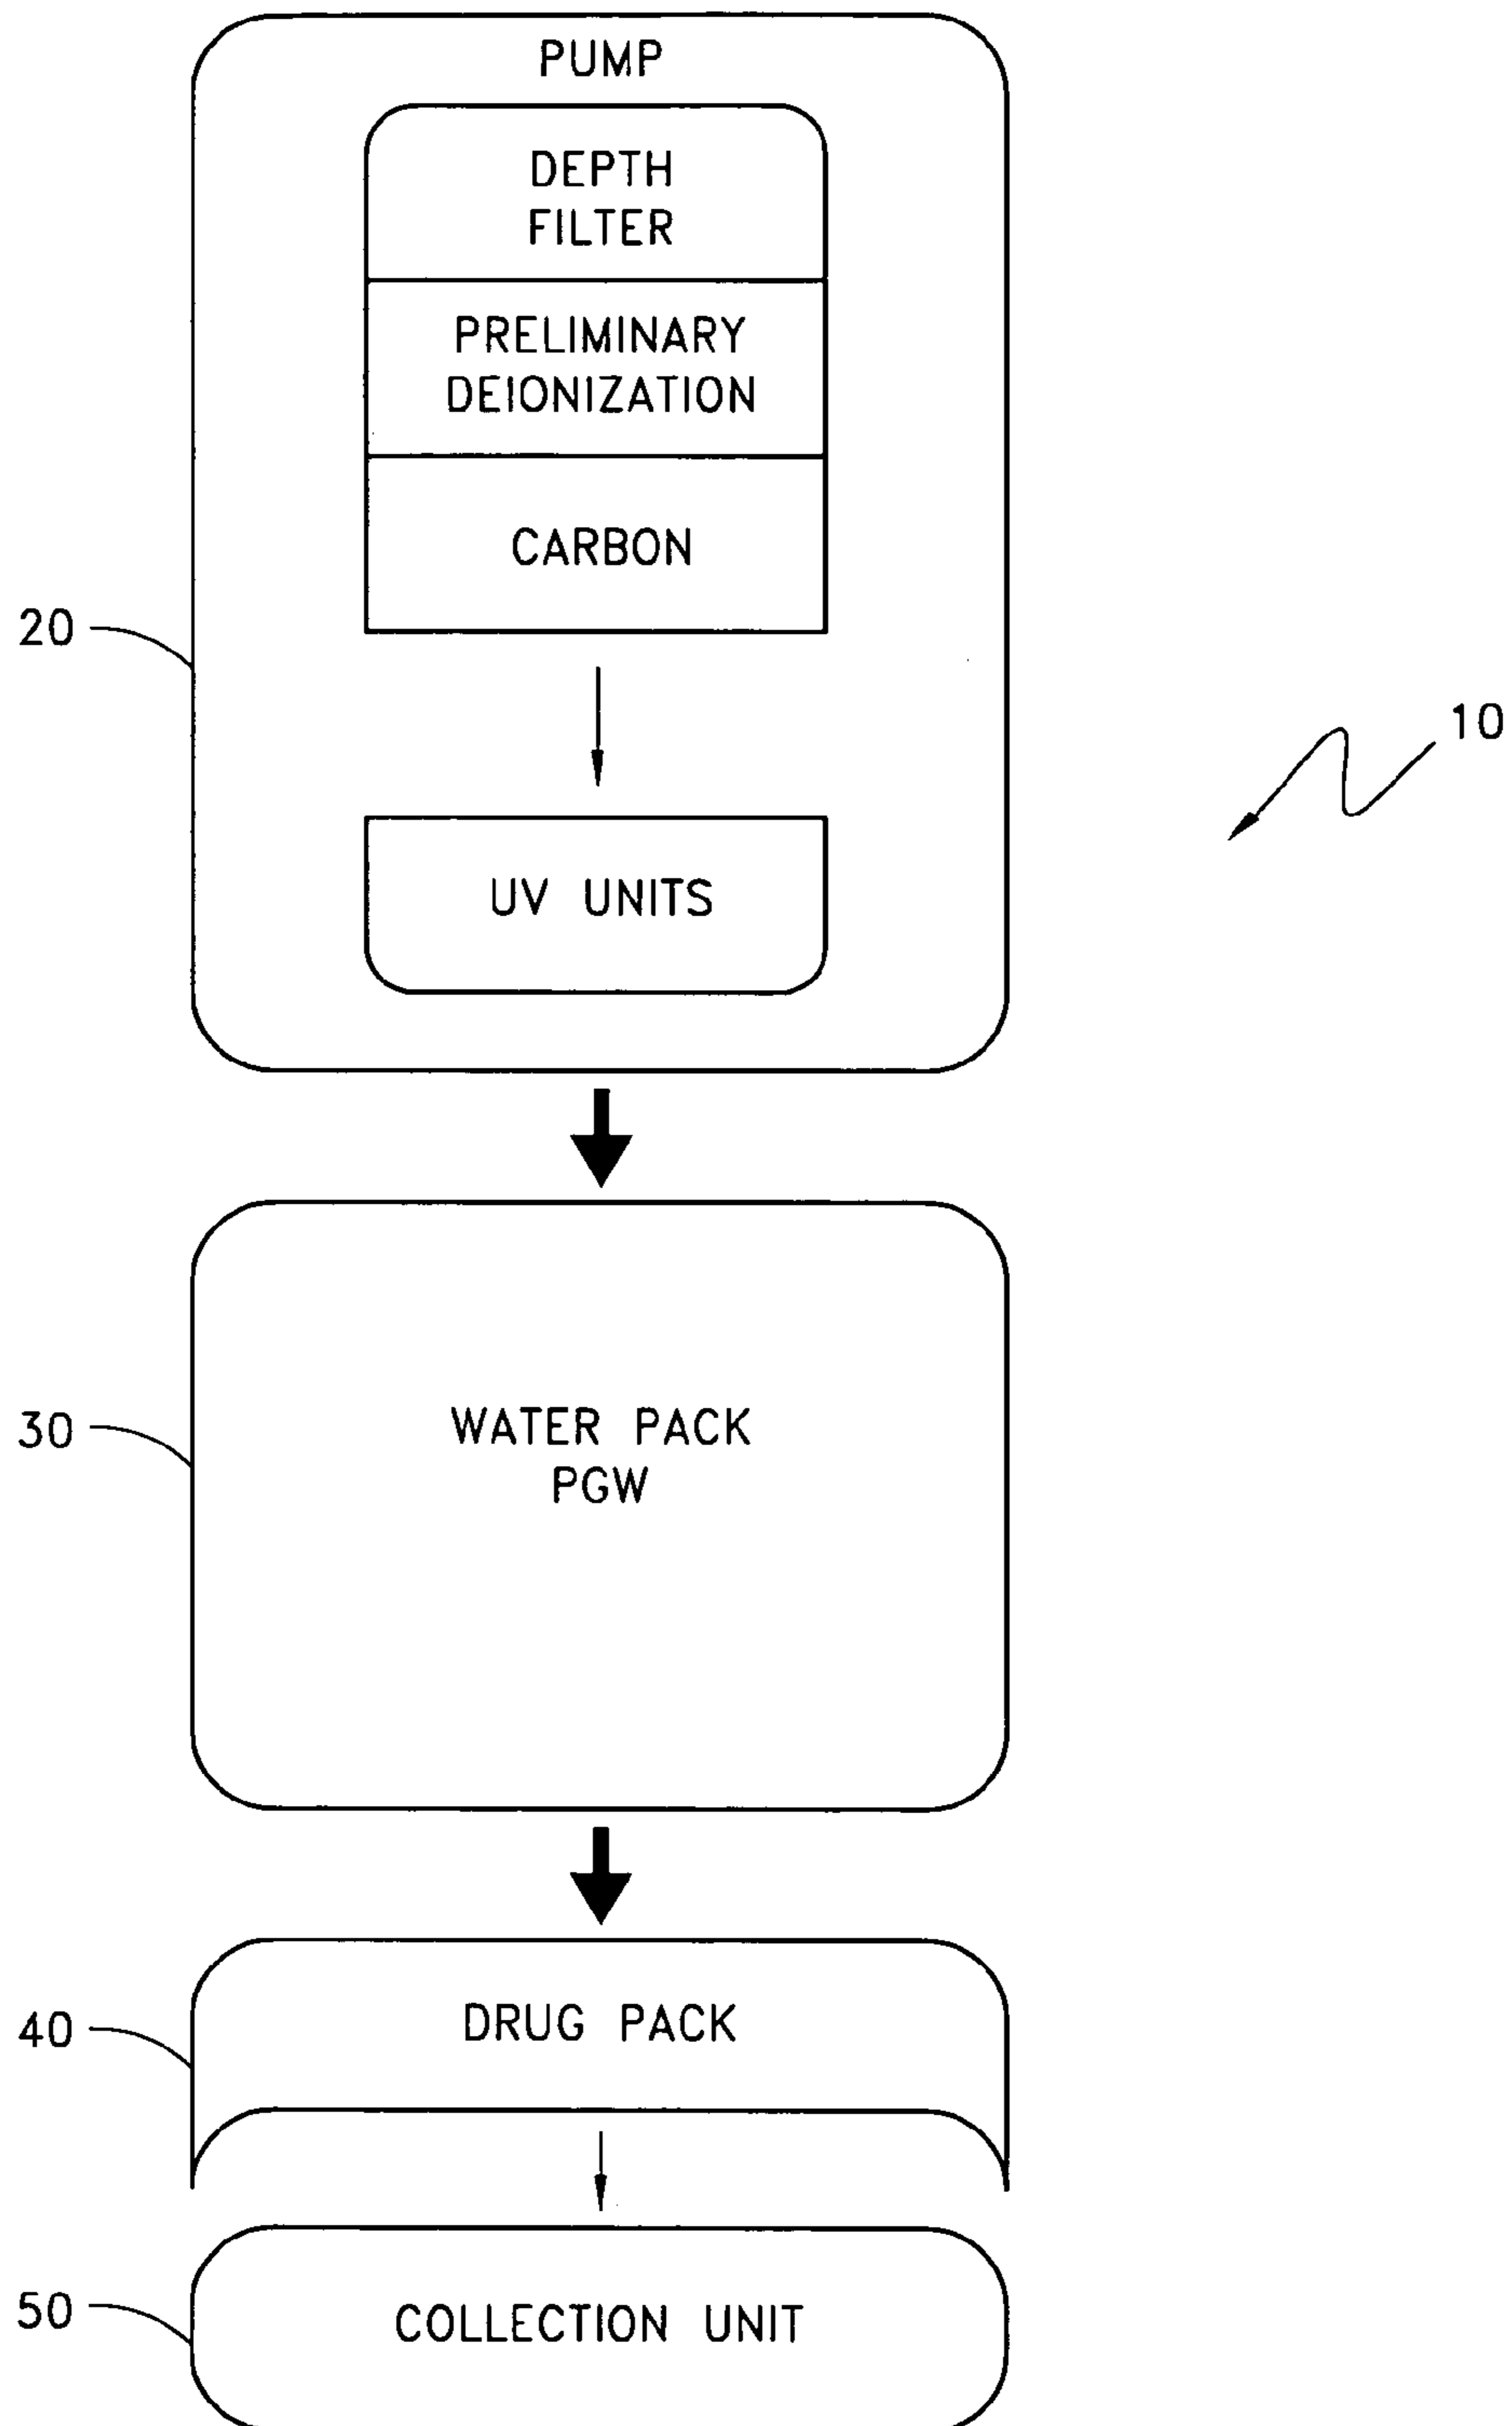 PUMP
DEPTH
FILTER
PRELIMINARY
DEIONIZATION
CARBON
20
10
UV UNITS
30
WATER PACK
PGW
40
DRUG PACK
50
COLLECTION UNIT